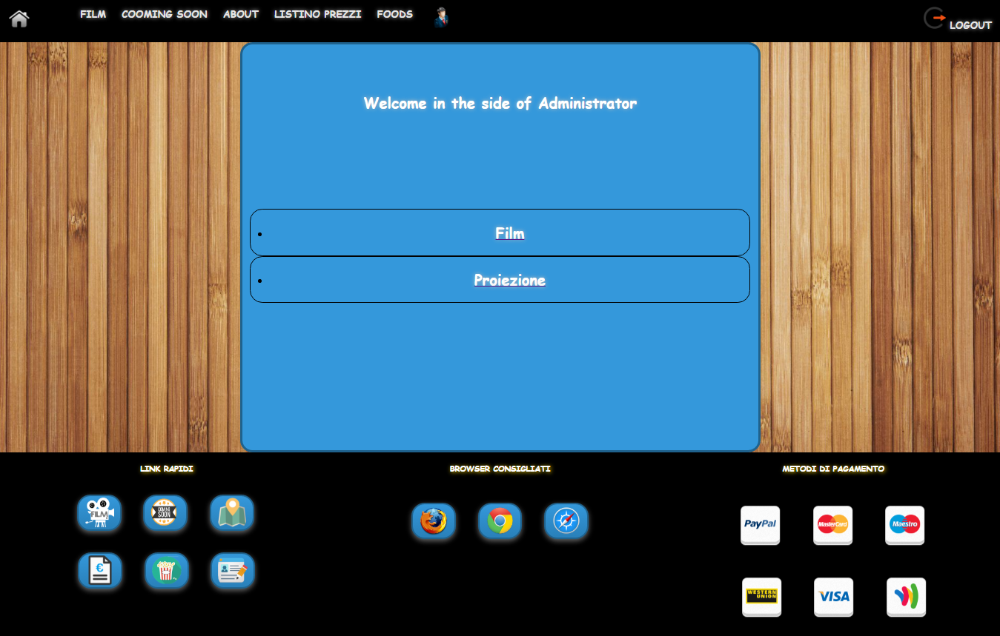 FILM COOMING SOON ABOUT LISTINO PREZZI FOODS LOGOUT
Welcome in the side of Administrator
Film
Proiezione
LINK RAPIDI BROWSER CONSIGLIATI METODI DI PAGAMENTO
FILM COMING SOON
PayPal MasterCard Maestro
€
WESTERN UNION VISA